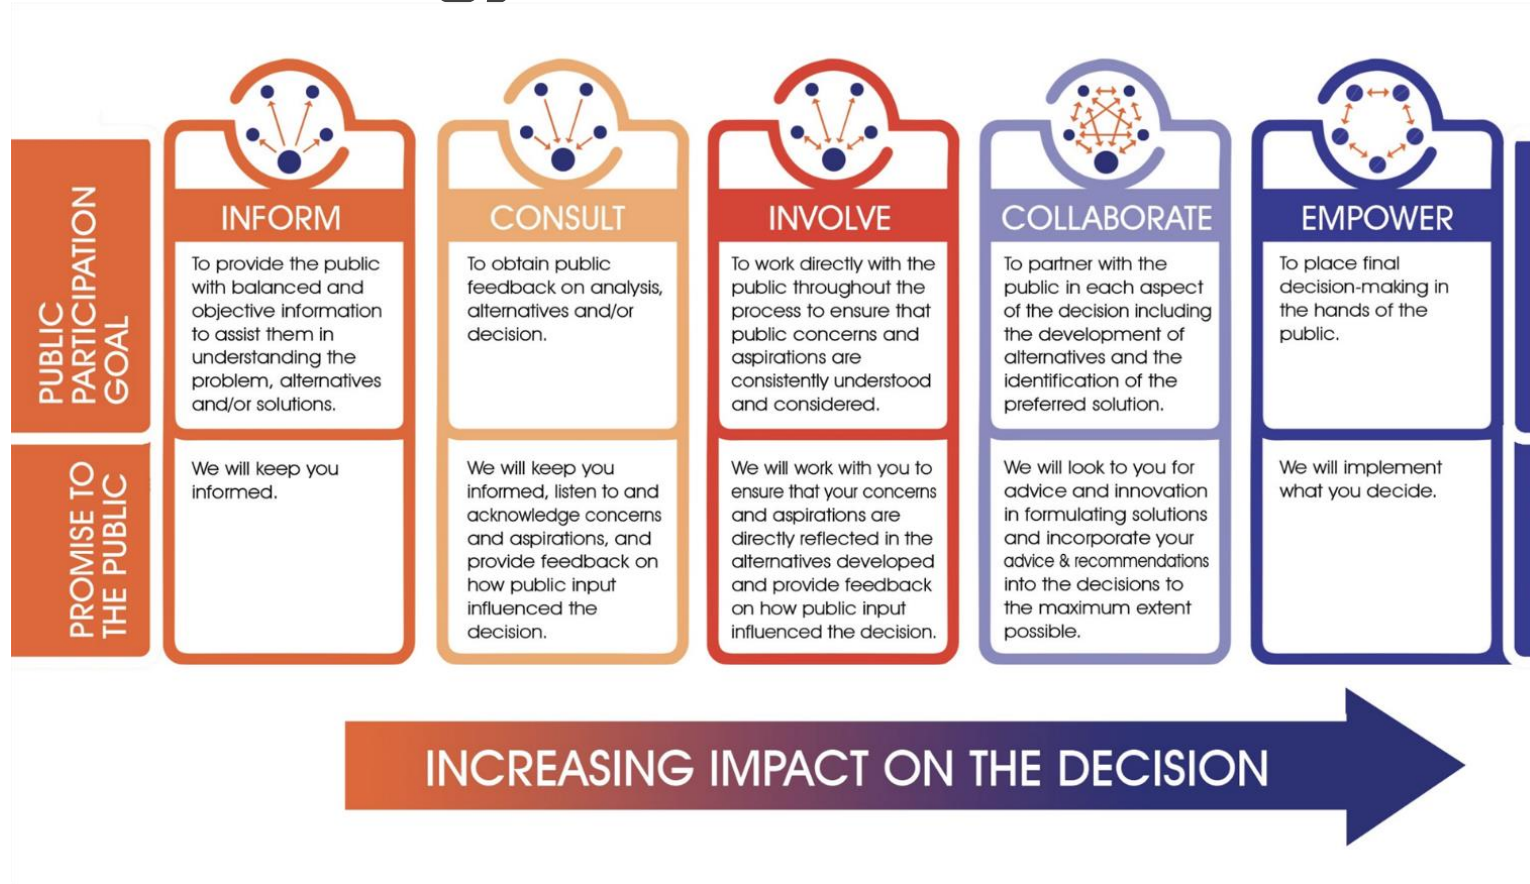 INFORM
CONSULT
INVOLVE
COLLABORATE
EMPOWER
PUBLIC
PARTICIPATION
GOAL
To provide the public
with balanced and
objective information
to assist them in
understanding the
problem, alternatives
and/or solutions.
To obtain public
feedback on analysis,
alternatives and/or
decision.
To work directly with the
public throughout the
process to ensure that
public concerns and
aspirations are
consistently understood
and considered.
To partner with the
public in each aspect
of the decision including
the development of
alternatives and the
identification of the
preferred solution.
To place final
decision-making in
the hands of the
public.
PROMISE TO
THE PUBLIC
We will keep you
informed.
We will keep you
informed, listen to and
acknowledge concerns
and aspirations, and
provide feedback on
how public input
influenced the
decision.
We will work with you to
ensure that your concerns
and aspirations are
directly reflected in the
alternatives developed
and provide feedback
on how public input
influenced the decision.
We will look to you for
advice and innovation
in formulating solutions
and incorporate your
advice & recommendations
into the decisions to
the maximum extent
possible.
We will implement
what you decide.
INCREASING IMPACT ON THE DECISION